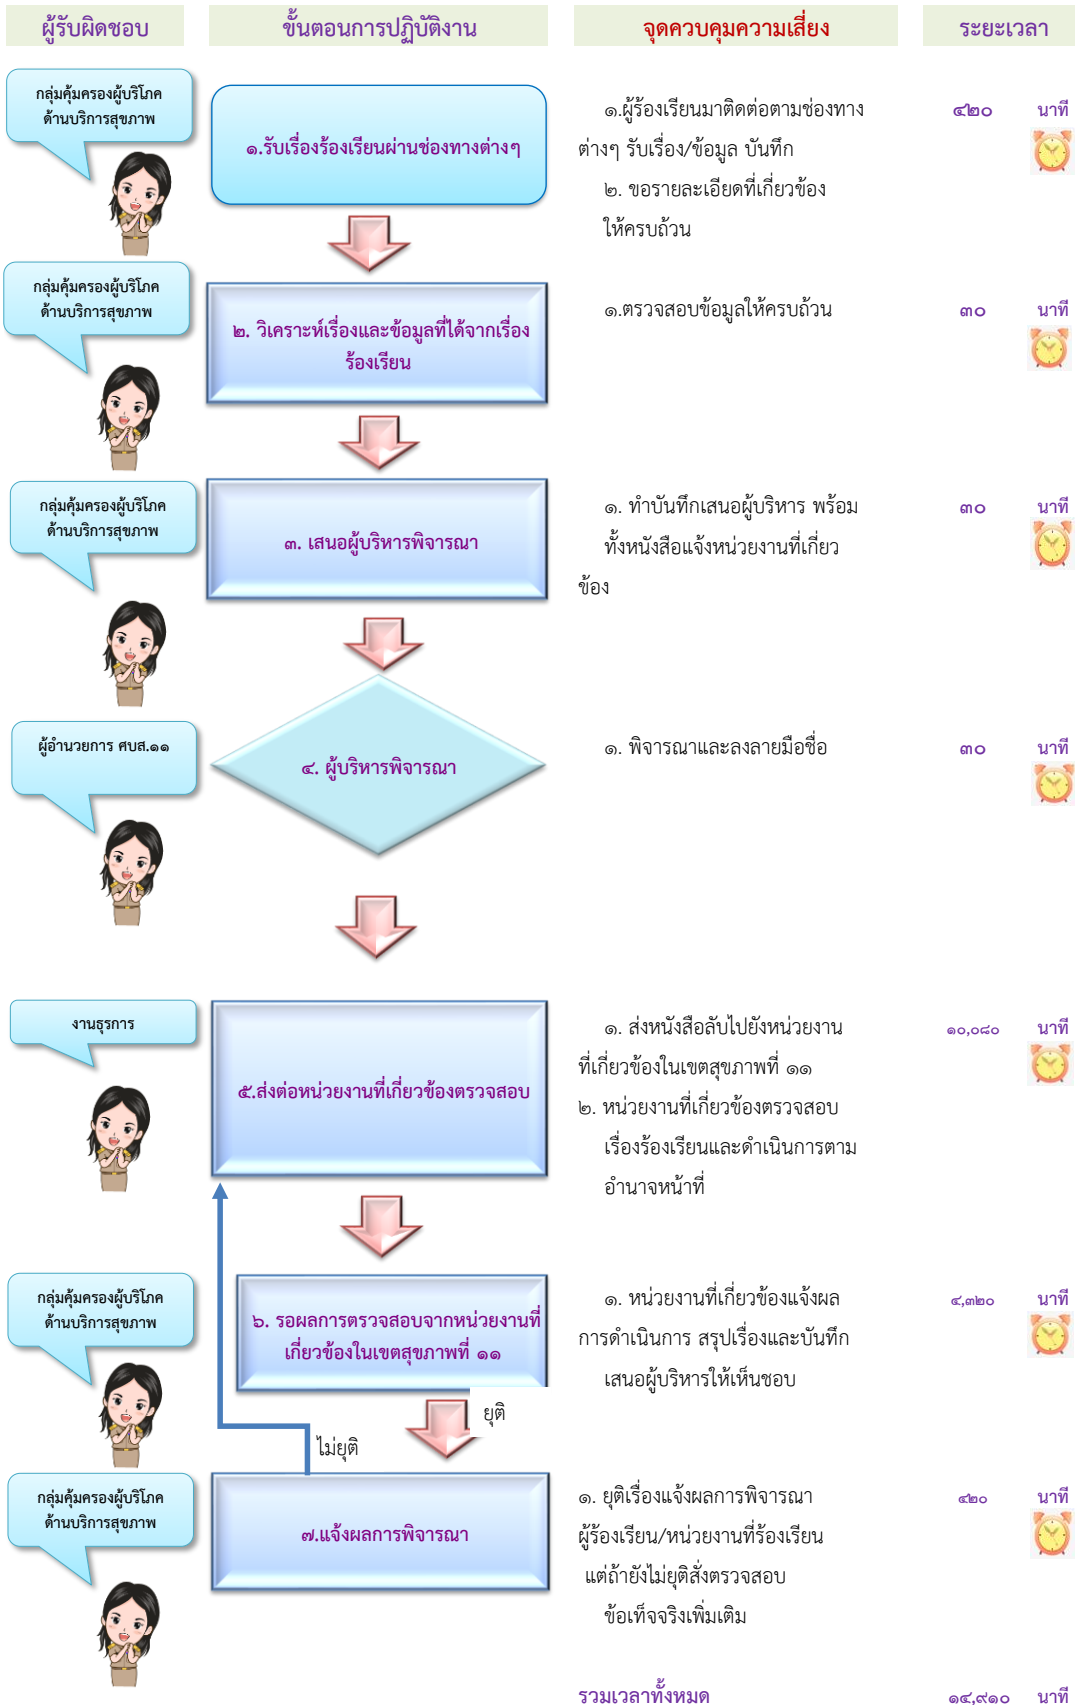 ผู้รับผิดชอบ
ขั้นตอนการปฏิบัติงาน
จุดควบคุมความเสี่ยง
ระยะเวลา
กลุ่มคุ้มครองผู้บริโภค
ด้านบริการสุขภาพ
๑.รับเรื่องร้องเรียนผ่านช่องทางต่างๆ
๑.ผู้ร้องเรียนมาติดต่อตามช่องทาง
ต่างๆ รับเรื่อง/ข้อมูล บันทึก
๒. ขอรายละเอียดที่เกี่ยวข้อง
ให้ครบถ้วน
๔๒๐ นาที
กลุ่มคุ้มครองผู้บริโภค
ด้านบริการสุขภาพ
๒. วิเคราะห์เรื่องและข้อมูลที่ได้จากเรื่อง
ร้องเรียน
๑.ตรวจสอบข้อมูลให้ครบถ้วน
๓๐ นาที
กลุ่มคุ้มครองผู้บริโภค
ด้านบริการสุขภาพ
๓. เสนอผู้บริหารพิจารณา
๑. ทำบันทึกเสนอผู้บริหาร พร้อม
ทั้งหนังสือแจ้งหน่วยงานที่เกี่ยว
ข้อง
๓๐ นาที
ผู้อำนวยการ ศบส.๑๑
๔. ผู้บริหารพิจารณา
๑. พิจารณาและลงลายมือชื่อ
๓๐ นาที
งานธุรการ
๕.ส่งต่อหน่วยงานที่เกี่ยวข้องตรวจสอบ
๑. ส่งหนังสือลับไปยังหน่วยงาน
ที่เกี่ยวข้องในเขตสุขภาพที่ ๑๑
๒. หน่วยงานที่เกี่ยวข้องตรวจสอบ
เรื่องร้องเรียนและดำเนินการตาม
อำนาจหน้าที่
๑๐,๐๘๐ นาที
กลุ่มคุ้มครองผู้บริโภค
ด้านบริการสุขภาพ
๖. รอผลการตรวจสอบจากหน่วยงานที่
เกี่ยวข้องในเขตสุขภาพที่ ๑๑
๑. หน่วยงานที่เกี่ยวข้องแจ้งผล
การดำเนินการ สรุปเรื่องและบันทึก
เสนอผู้บริหารให้เห็นชอบ
๔,๓๒๐ นาที
ยุติ
ไม่ยุติ
กลุ่มคุ้มครองผู้บริโภค
ด้านบริการสุขภาพ
๗.แจ้งผลการพิจารณา
๑. ยุติเรื่องแจ้งผลการพิจารณา
ผู้ร้องเรียน/หน่วยงานที่ร้องเรียน
แต่ถ้ายังไม่ยุติสั่งตรวจสอบ
ข้อเท็จจริงเพิ่มเติม
๔๒๐ นาที
รวมเวลาทั้งหมด
๑๔,๙๑๐ นาที